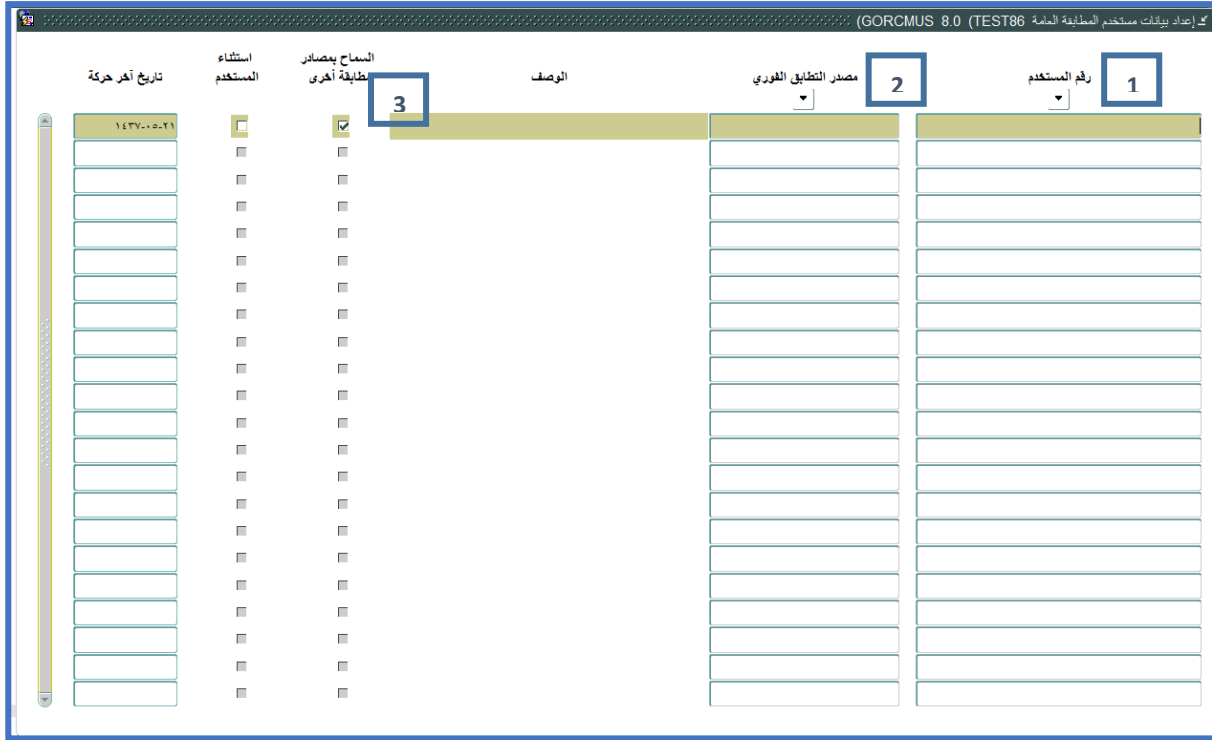 إعداد بيانات مستخدم المطابقة العامة GORCMUS 8.0 (TEST86)
رقم المستخدم
1
مصدر التطابق الفوري
2
الوصف
السماح بمصادر
مطابقة أخرى
3
استثناء
المستخدم
تاريخ آخر حركة
١٤٣٧-٠٥-٢١